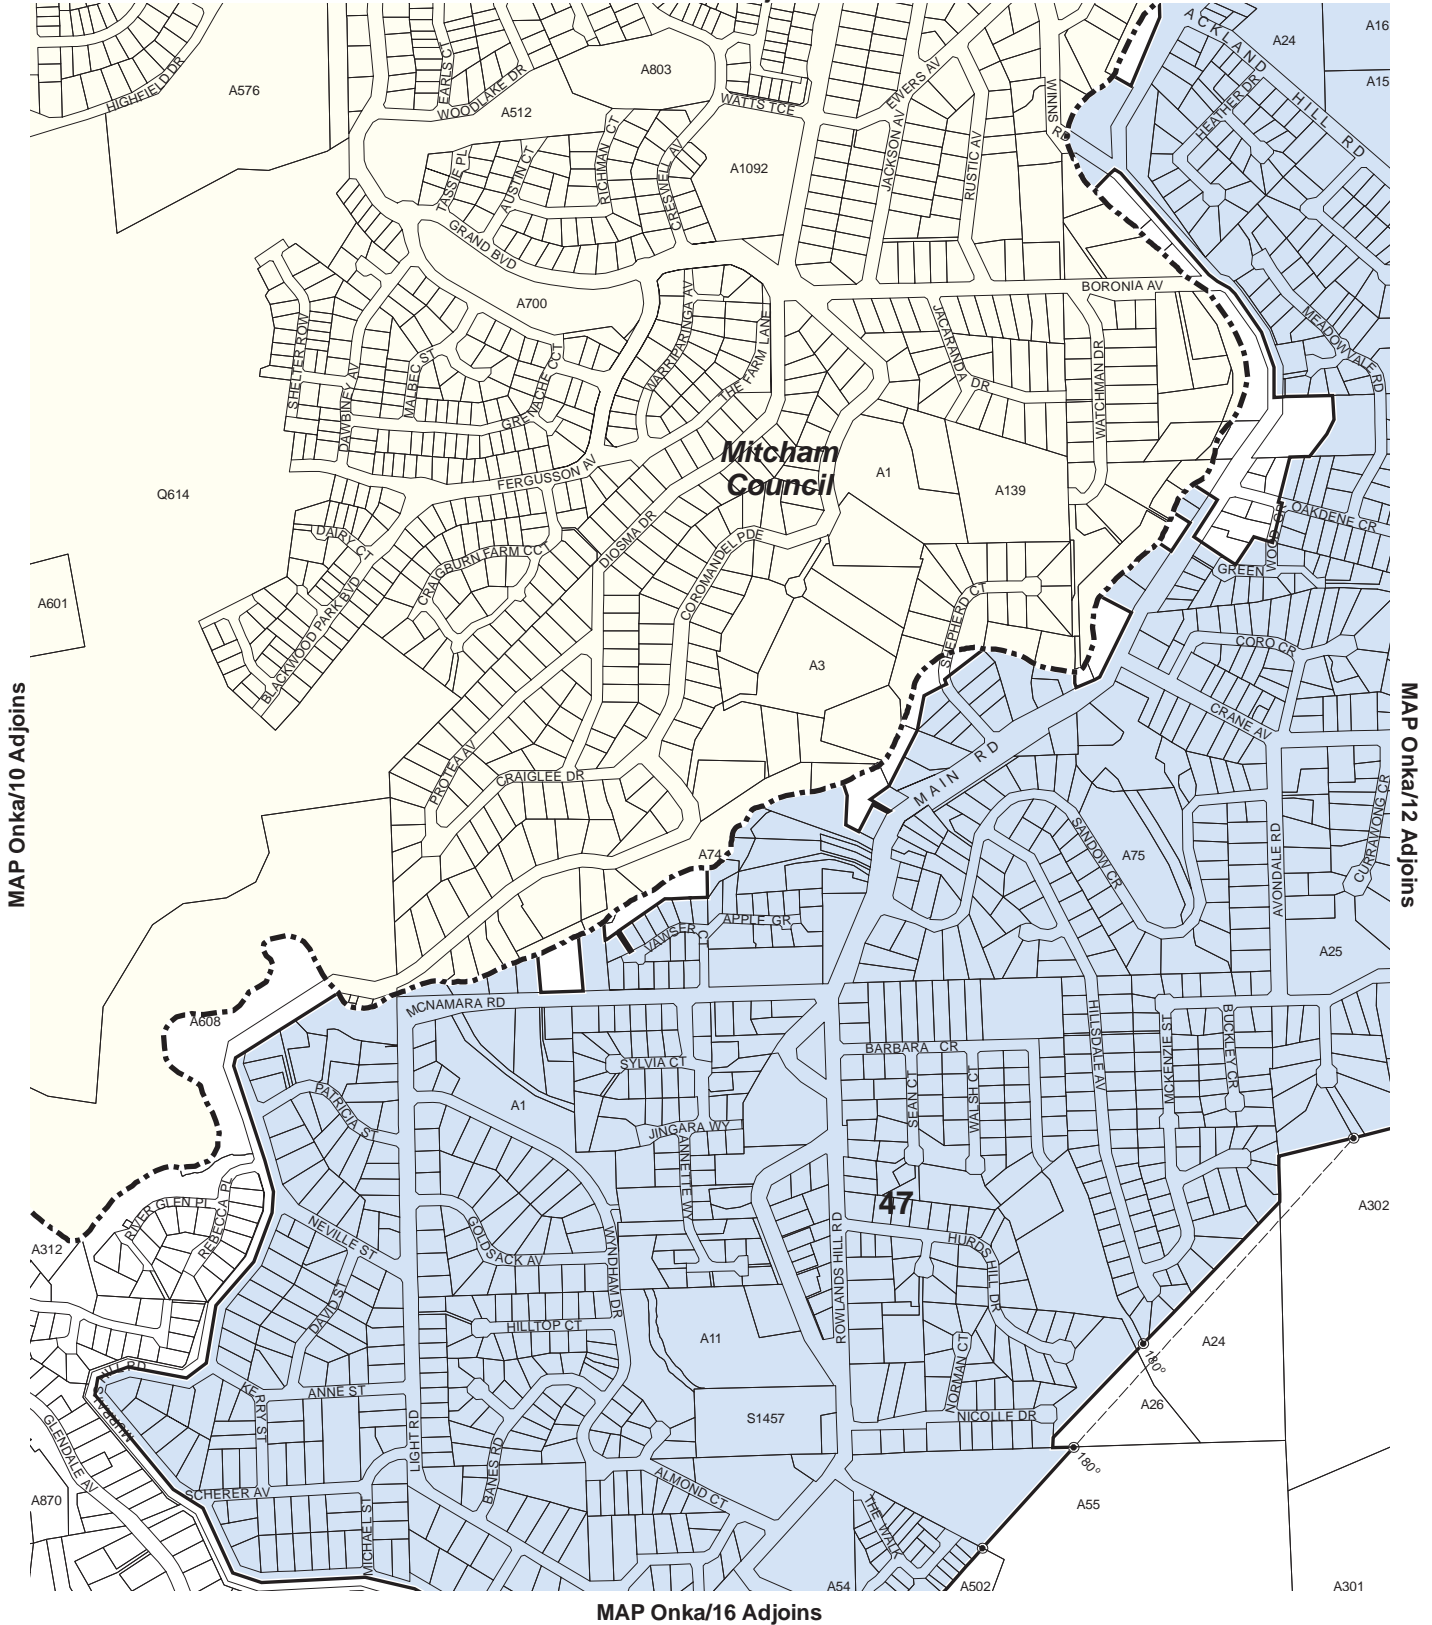 ACKLAND HILL RD
A24
A16
A15
HIGHFIELD DR
A576
EARLS C
WOODLAKE DR
A803
A512
WATTS TCE
EWERS AV
WINNS RD
HEATHER DR
TASSIE PL
AUSTIN CT
RICHMAN CT
CRESWELL AV
A1092
JACKSON AV
RUSTIC AV
GRAND BVD
A700
BORONIA AV
SHELTER ROW
DAWBINEY AV
MALBEC ST
GRENACHE CCT
WARRIPARINGA AV
THE FARM LANE
JACARANDA DR
WATCHMAN DR
MEADOWVALE RD
Mitcham
Council
A1
A139
Q614
FERGUSSON AV
DAIRY CT
CRAIGBURN FARM CCT
DIOSMA DR
COROMANDEL PDE
OAKDENE CR
WOOD GR
GREEN
A601
BLACKWOOD PARK BVD
SHEPHERD CT
CORO CR
A3
CRANE AV
MAP Onka/10 Adjoins
MAP Onka/12 Adjoins
PROTEA AV
CRAIGLEE DR
MAIN RD
SANDOW CR
A75
AVONDALE RD
CURRAWONG CR
A74
VAWSER C
APPLE GR
A25
MCNAMARA RD
A608
SYLVIA CT
BARBARA CR
HILLSDALE AV
MCKENZIE ST
BUCKLEY CR
PATRICIA S
A1
SEAN CT
WALSH CT
JINGARA WY
ANNETTE WY
RIVER GLEN PL
REBECCA PL
47
A302
A312
NEVILLE ST
GOLDSACK AV
WYNDHAM DR
ROWLANDS HILL RD
HURDS HILL DR
DAVID ST
HILLTOP CT
A11
A24
180°
NORMAN CT
MURRAYS HILL RD
KERRY ST
ANNE ST
S1457
NICOLLE DR
A26
GLENDALE AV
LIGHT RD
BANES RD
180°
A870
SCHERER AV
ALMOND CT
A55
MICHAEL ST
THE WALK
A54
A502
A301
MAP Onka/16 Adjoins